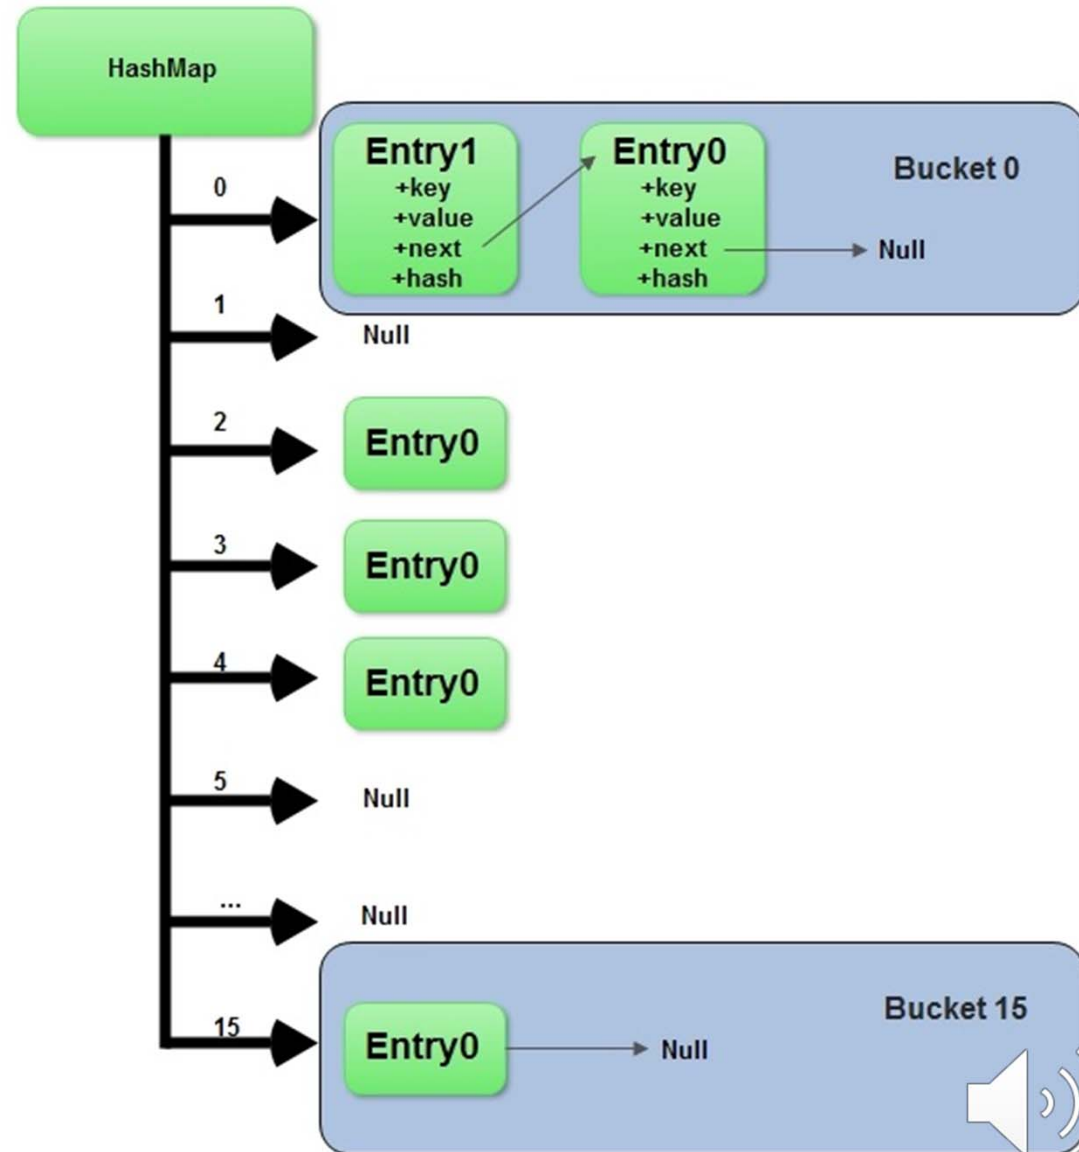 HashMap
0
Entry1
+key
+value
+next
+hash
Entry0
+key
+value
+next
+hash
Null
Bucket 0
1
Null
2
Entry0
3
Entry0
4
Entry0
5
Null
...
Null
15
Entry0
Null
Bucket 15